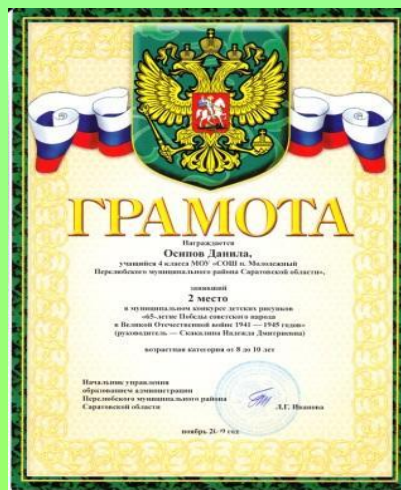 ГРАМОТА
Награждается
Осипов Данила,
учащийся 4 класса МОУ «СОШ п. Молодежный
Перелюбского муниципального района Саратовской области»,
занявший
2 место
в муниципальном конкурсе детских рисунков
«65-летие Победы советского народа
в Великой Отечественной войне 1941 — 1945 годов»
(руководитель — Надежда Дмитриевна)
возрастная категория от 8 до 10 лет
Начальник управления
образованием администрации
Перелюбского муниципального района
Саратовской области Л.Г. Иванова
ноябрь год